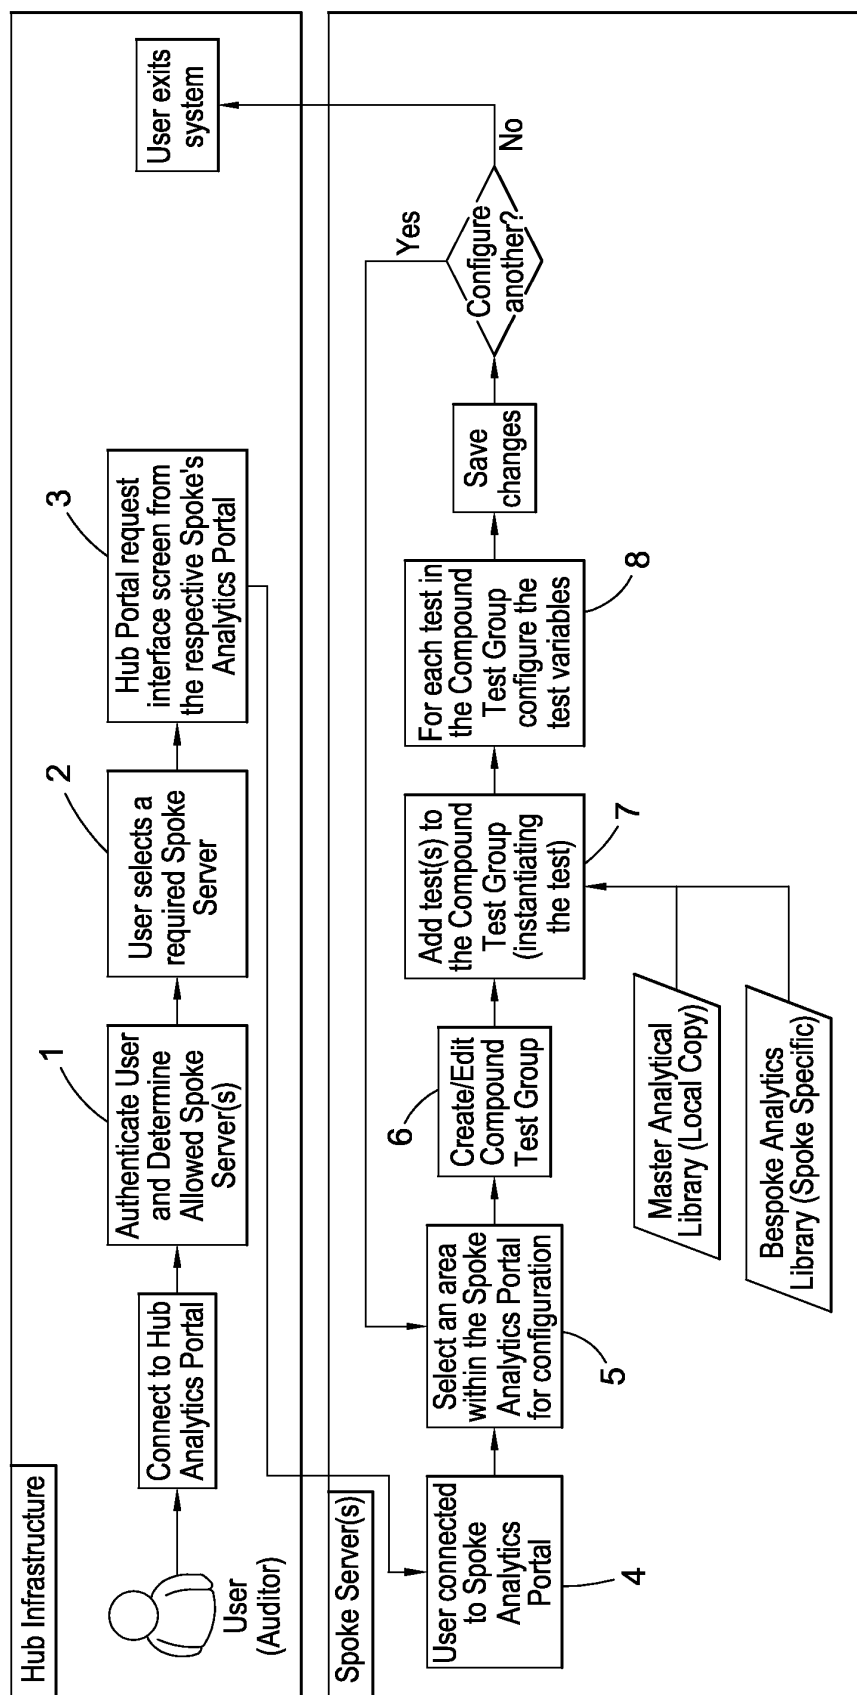 Hub Infrastructure
User
(Auditor)
Connect to Hub
Analytics Portal
1
Authenticate User
and Determine
Allowed Spoke
Server(s)
2
User selects a
required Spoke
Server
3
Hub Portal request
interface screen from
the respective Spoke's
Analytics Portal
User exits
system
Spoke Server(s)
User connected
to Spoke
Analytics
Portal
4
Select an area
within the Spoke
Analytics Portal
for configuration
5
6
Create/Edit
Compound
Test Group
Add test(s) to
the Compound
Test Group
(instantiating
the test)
7
Master Analytical
Library (Local Copy)
Bespoke Analytics
Library (Spoke Specific)
For each test in
the Compound
Test Group
configure the
test variables
8
Save
changes
Configure
another?
Yes
No